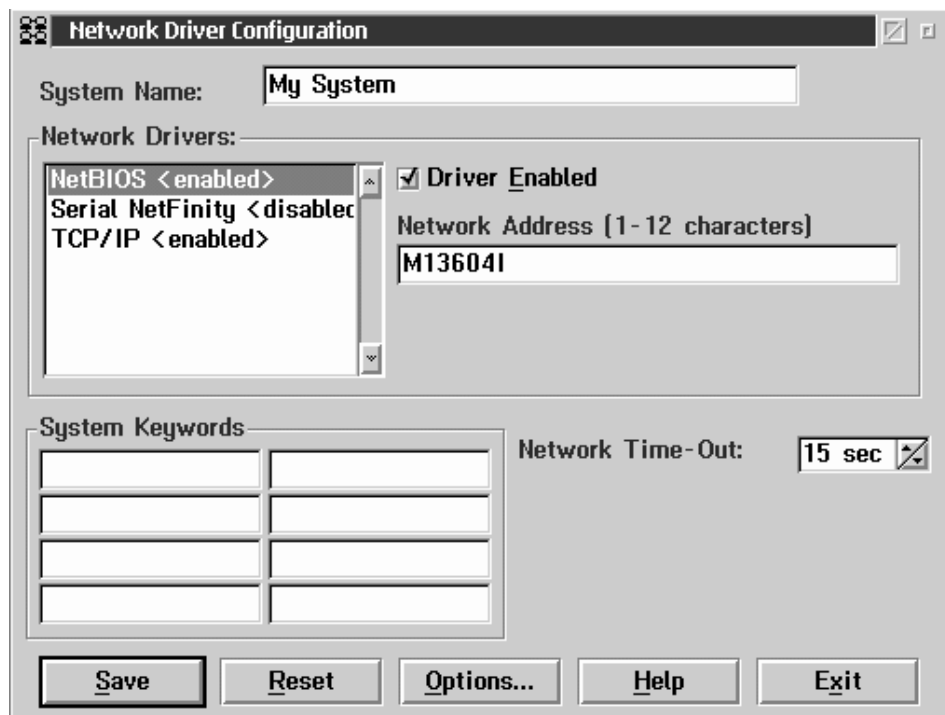 Network Driver Configuration
System Name: My System
Network Drivers:
NetBIOS <enabled>
Serial NetFinity <disabled
TCP/IP <enabled>
Driver Enabled
Network Address (1-12 characters)
M13604I
System Keywords
Network Time-Out: 15 sec
Save Reset Options... Help Exit